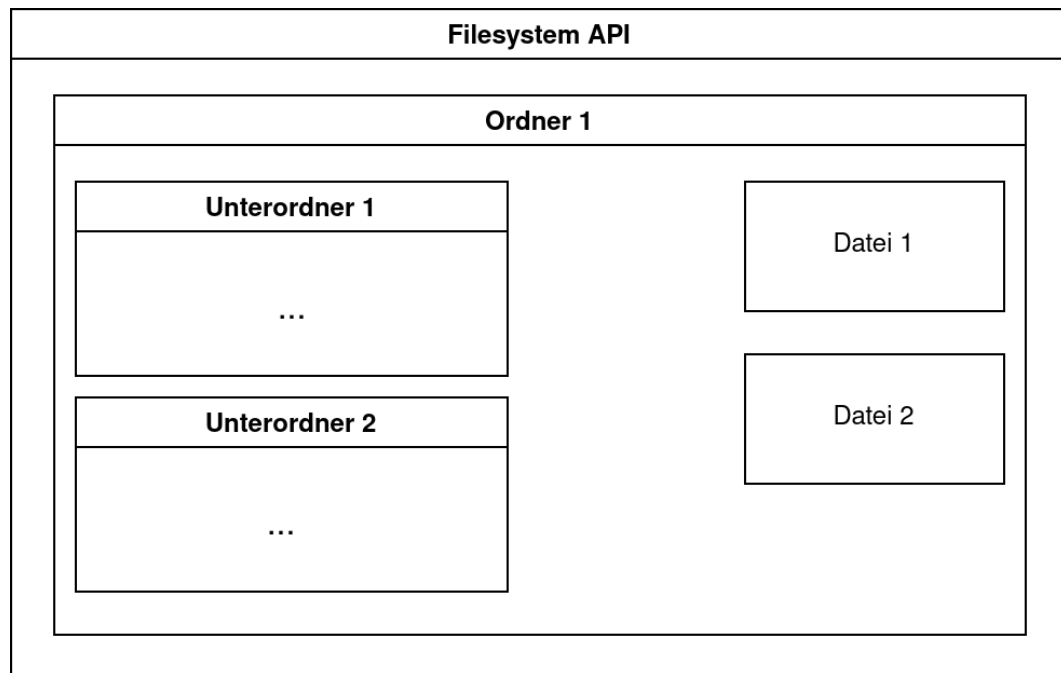 Filesystem API
Ordner 1
Unterordner 1
...
Unterordner 2
...
Datei 1
Datei 2